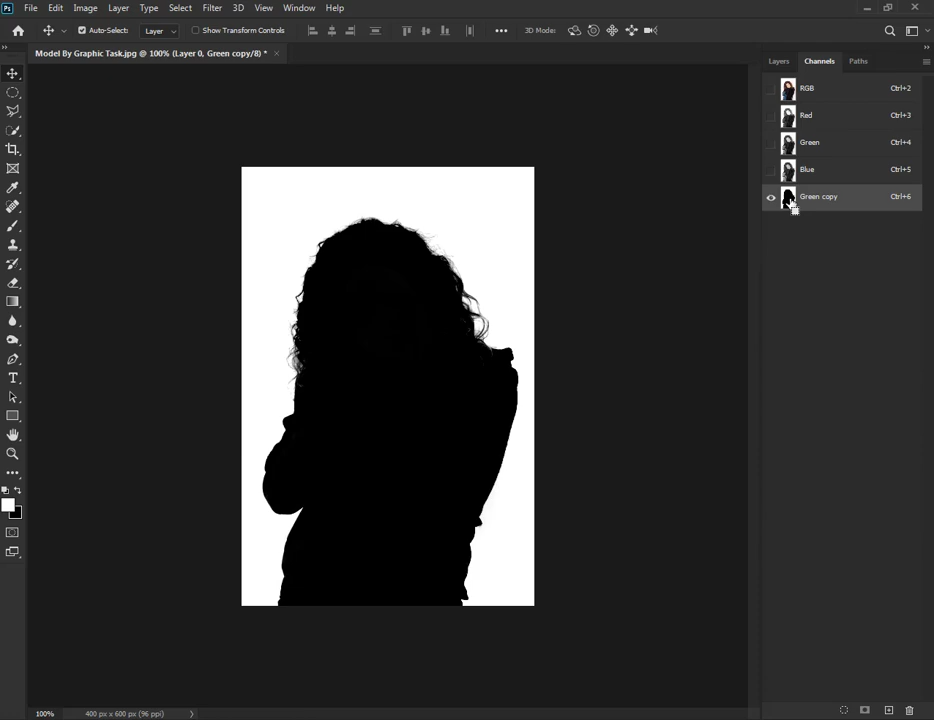 Ps File Edit Image Layer Type Select Filter 3D View Window Help
Auto-Select: Layer Show Transform Controls 3D Mode:
Model By Graphic Task.jpg @ 100% (Layer 0, Green copy/8) *
Layers Channels Paths
RGB Ctrl+2
Red Ctrl+3
Green Ctrl+4
Blue Ctrl+5
Green copy Ctrl+6
100% 400 px x 600 px (96 ppi)